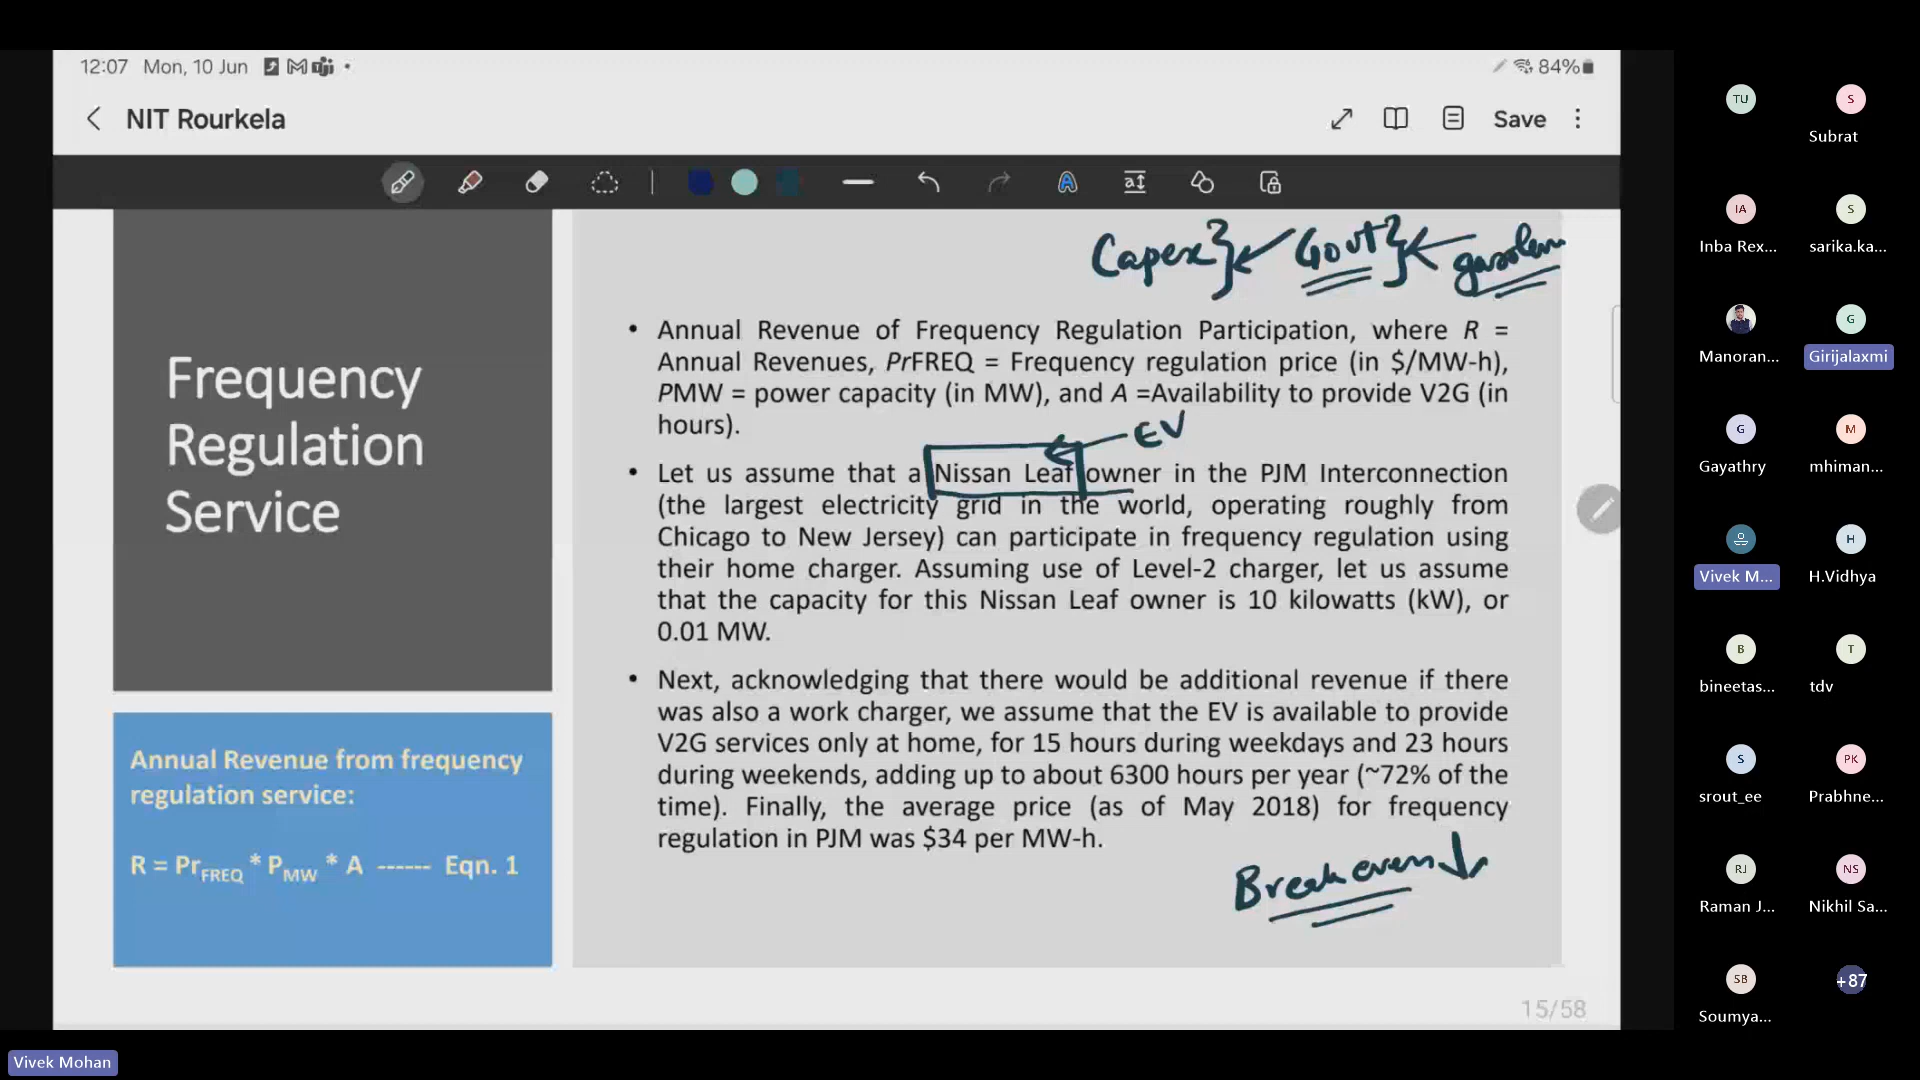 12:07 Mon, 10 Jun
84%
NIT Rourkela
Save
Frequency
Regulation
Service
Annual Revenue from frequency
regulation service:
R = PrFREQ * PMW * A ------ Eqn. 1
Capex} Govt}
• Annual Revenue of Frequency Regulation Participation, where R =
Annual Revenues, PrFREQ = Frequency regulation price (in $/MW-h),
PMW = power capacity (in MW), and A =Availability to provide V2G (in
hours).
EV
• Let us assume that a Nissan Leaf owner in the PJM Interconnection
(the largest electricity grid in the world, operating roughly from
Chicago to New Jersey) can participate in frequency regulation using
their home charger. Assuming use of Level-2 charger, let us assume
that the capacity for this Nissan Leaf owner is 10 kilowatts (kW), or
0.01 MW.
• Next, acknowledging that there would be additional revenue if there
was also a work charger, we assume that the EV is available to provide
V2G services only at home, for 15 hours during weekdays and 23 hours
during weekends, adding up to about 6300 hours per year (~72% of the
time). Finally, the average price (as of May 2018) for frequency
regulation in PJM was $34 per MW-h.
Break even ↓
15/58
TU
S
Subrat
IA
Inba Rex...
S
sarika.ka...
Manoran...
G
Girijalaxmi
G
Gayathry
M
mhiman...
Vivek M...
H
H.Vidhya
B
bineetas...
T
tdv
S
srout_ee
PK
Prabhne...
RJ
Raman J...
NS
Nikhil Sa...
SB
Soumya...
+87
Vivek Mohan